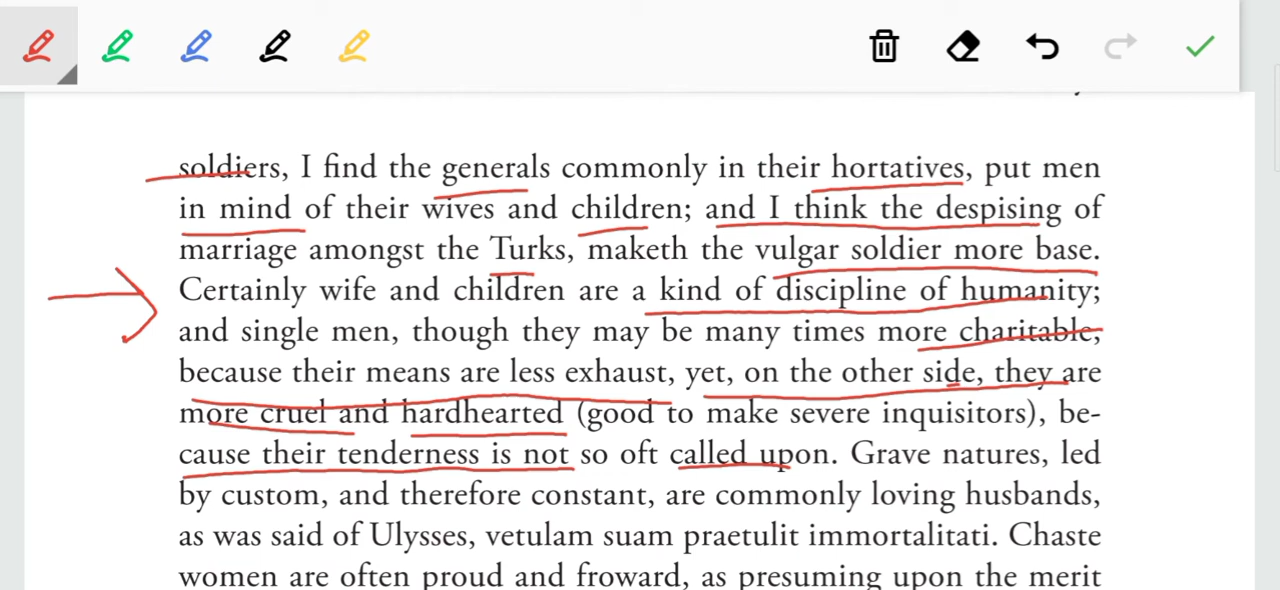 soldiers, I find the generals commonly in their hortatives, put men
in mind of their wives and children; and I think the despising of
marriage amongst the Turks, maketh the vulgar soldier more base.
Certainly wife and children are a kind of discipline of humanity;
and single men, though they may be many times more charitable,
because their means are less exhaust, yet, on the other side, they are
more cruel and hardhearted (good to make severe inquisitors), be-
cause their tenderness is not so oft called upon. Grave natures, led
by custom, and therefore constant, are commonly loving husbands,
as was said of Ulysses, vetulam suam praetulit immortalitati. Chaste
women are often proud and froward, as presuming upon the merit